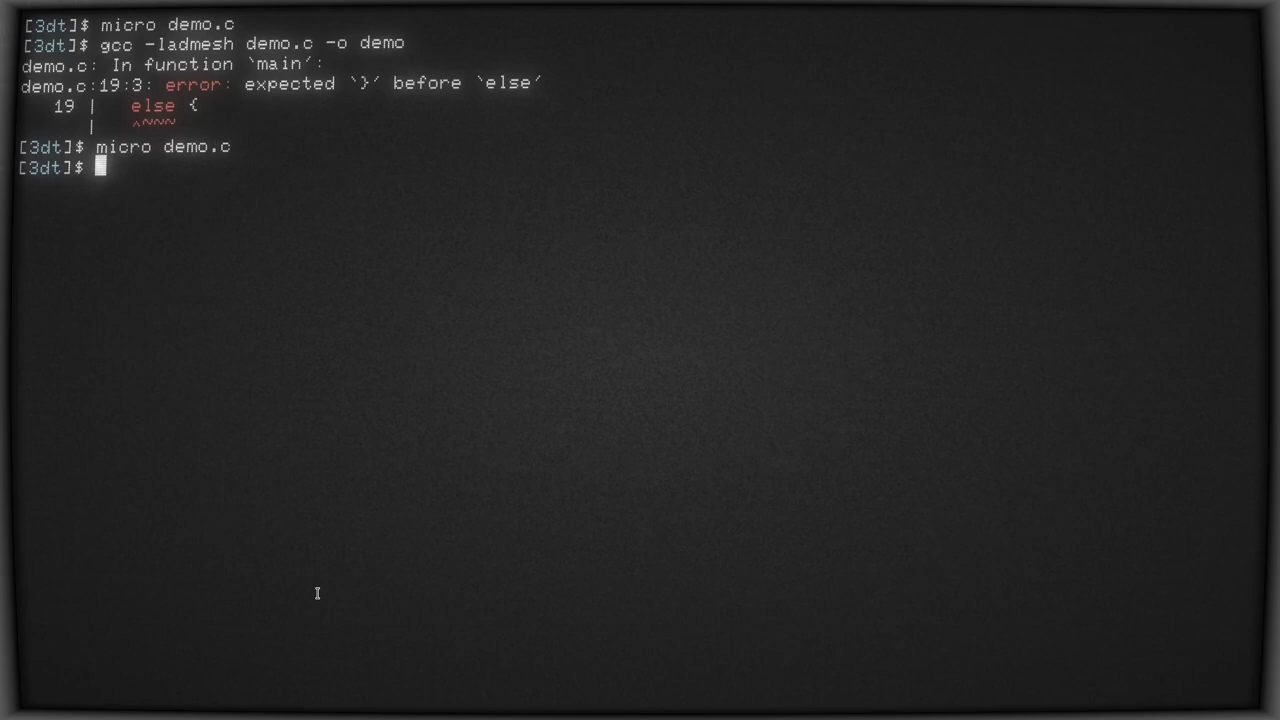 [3dt]$ micro demo.c
[3dt]$ gcc -ladmesh demo.c -o demo
demo.c: In function `main´:
demo.c:19:3: error: expected `}´ before `else´
   19 |   else {
      |   ^~~~
[3dt]$ micro demo.c
[3dt]$